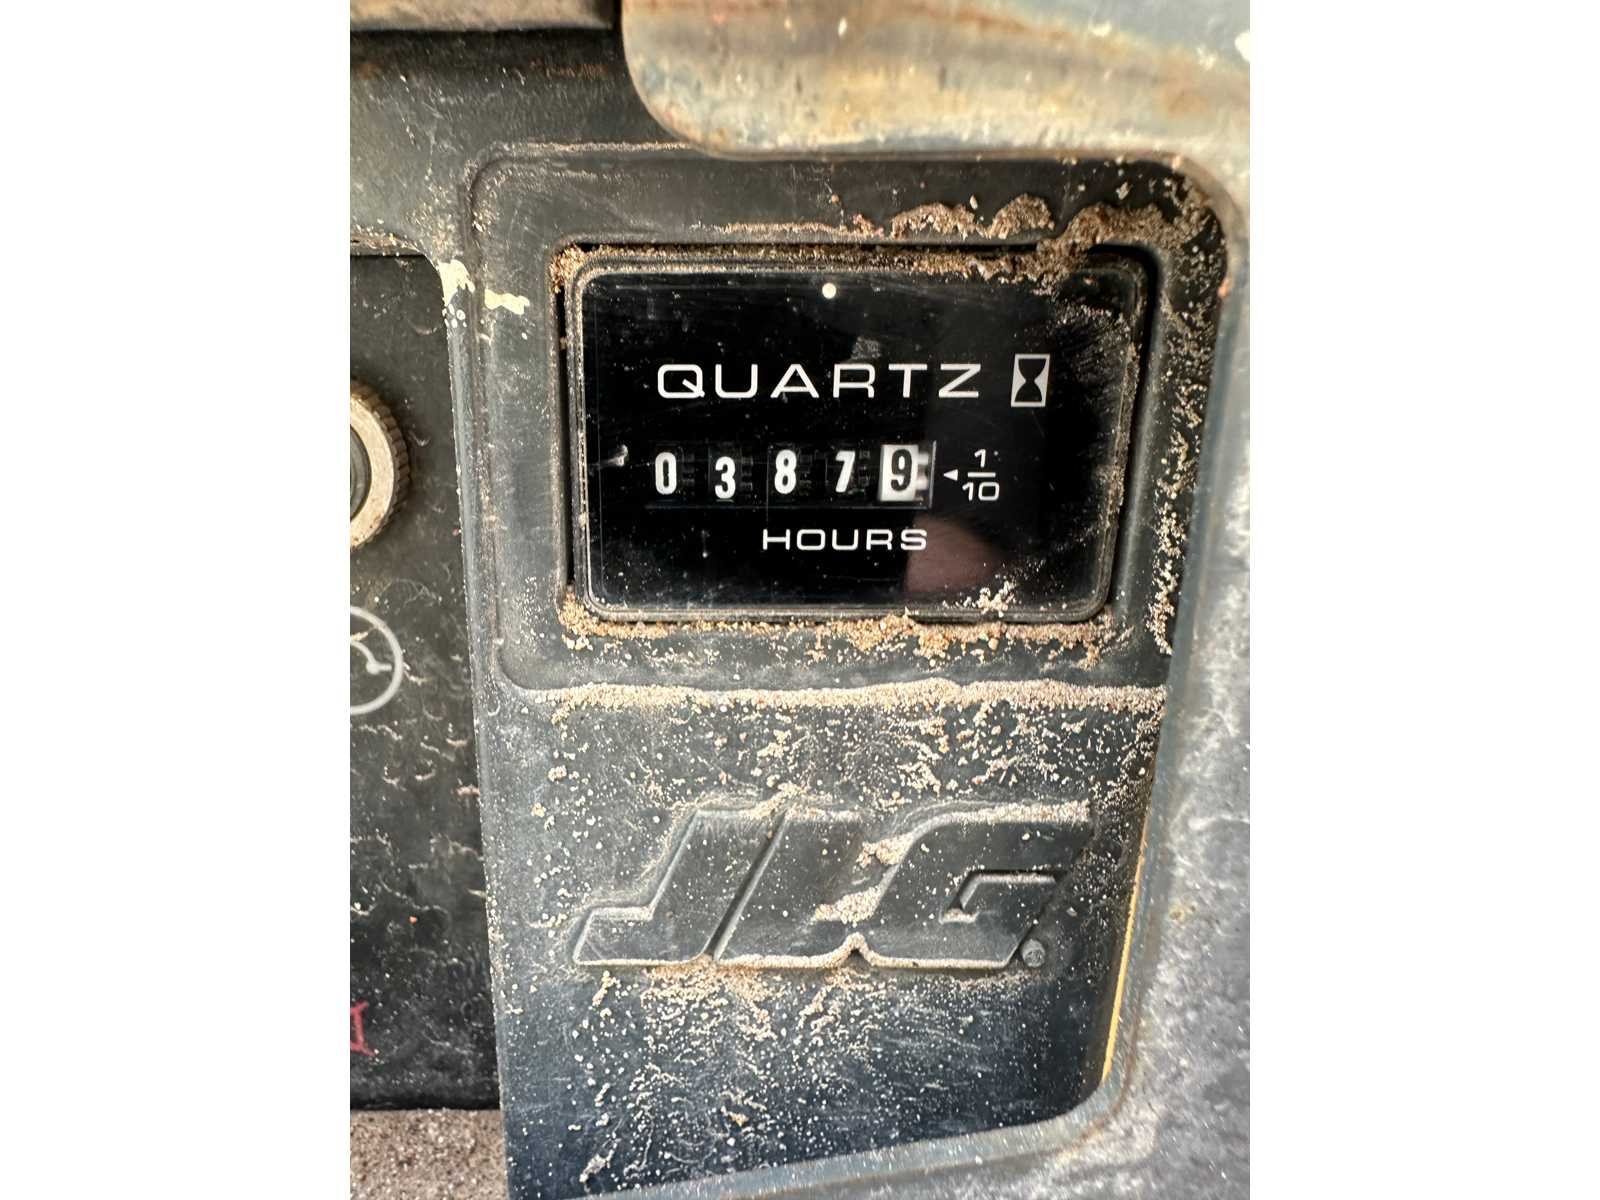 QUARTZ
03879 ◄ 1/10
HOURS
JLG